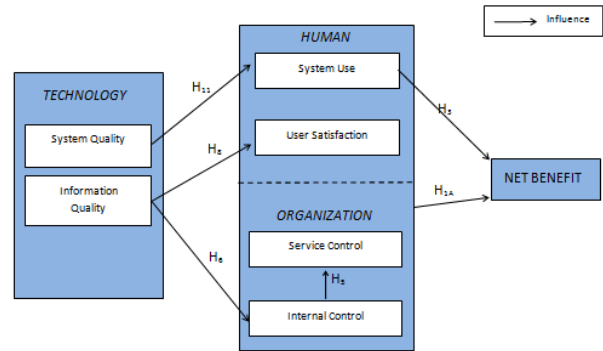 Influence
HUMAN
System Use
TECHNOLOGY
H11
H3
System Quality
H8
User Satisfaction
Information
Quality
NET BENEFIT
H1A
ORGANIZATION
Service Control
H6
H5
Internal Control